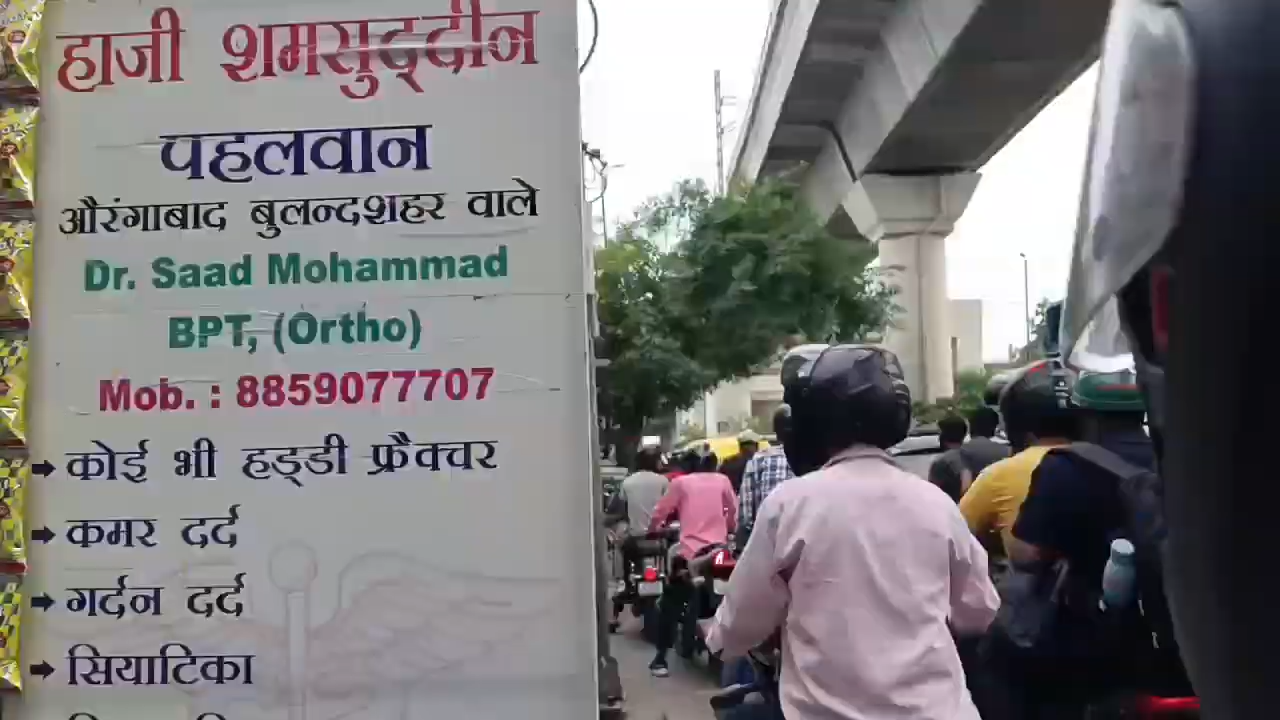 हाजी शमसुद्दीन
पहलवान
औरंगाबाद बुलन्दशहर वाले
Dr. Saad Mohammad
BPT, (Ortho)
Mob. : 8859077707
कोई भी हड्डी फ्रैक्चर
कमर दर्द
गर्दन दर्द
सियाटिका